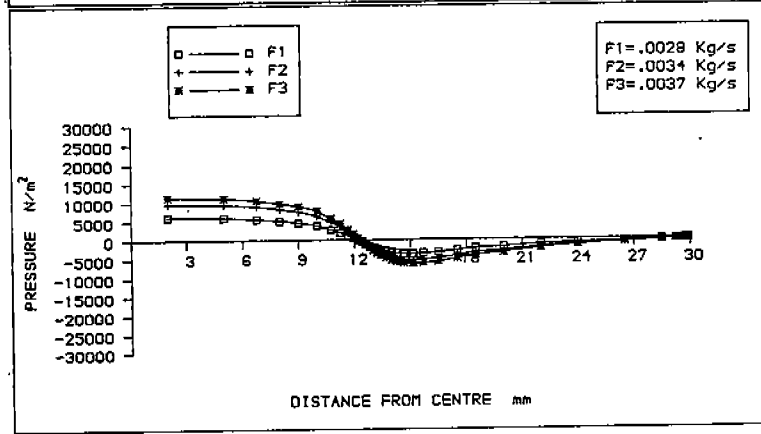 F1
F2
F3
F1=.0028 Kg/s
F2=.0034 Kg/s
F3=.0037 Kg/s
PRESSURE N/m²
30000
25000
20000
15000
10000
5000
0
-5000
-10000
-15000
-20000
-25000
-30000
3
6
9
12
15
18
21
24
27
30
DISTANCE FROM CENTRE mm